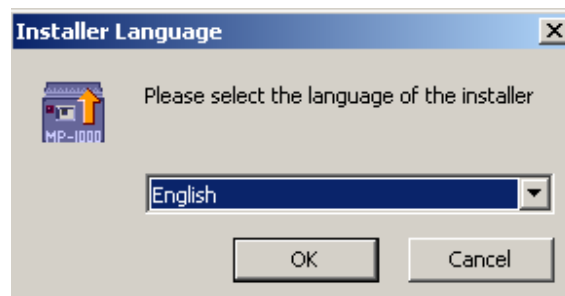 Installer Language
Please select the language of the installer
MP-1000
English
OK
Cancel